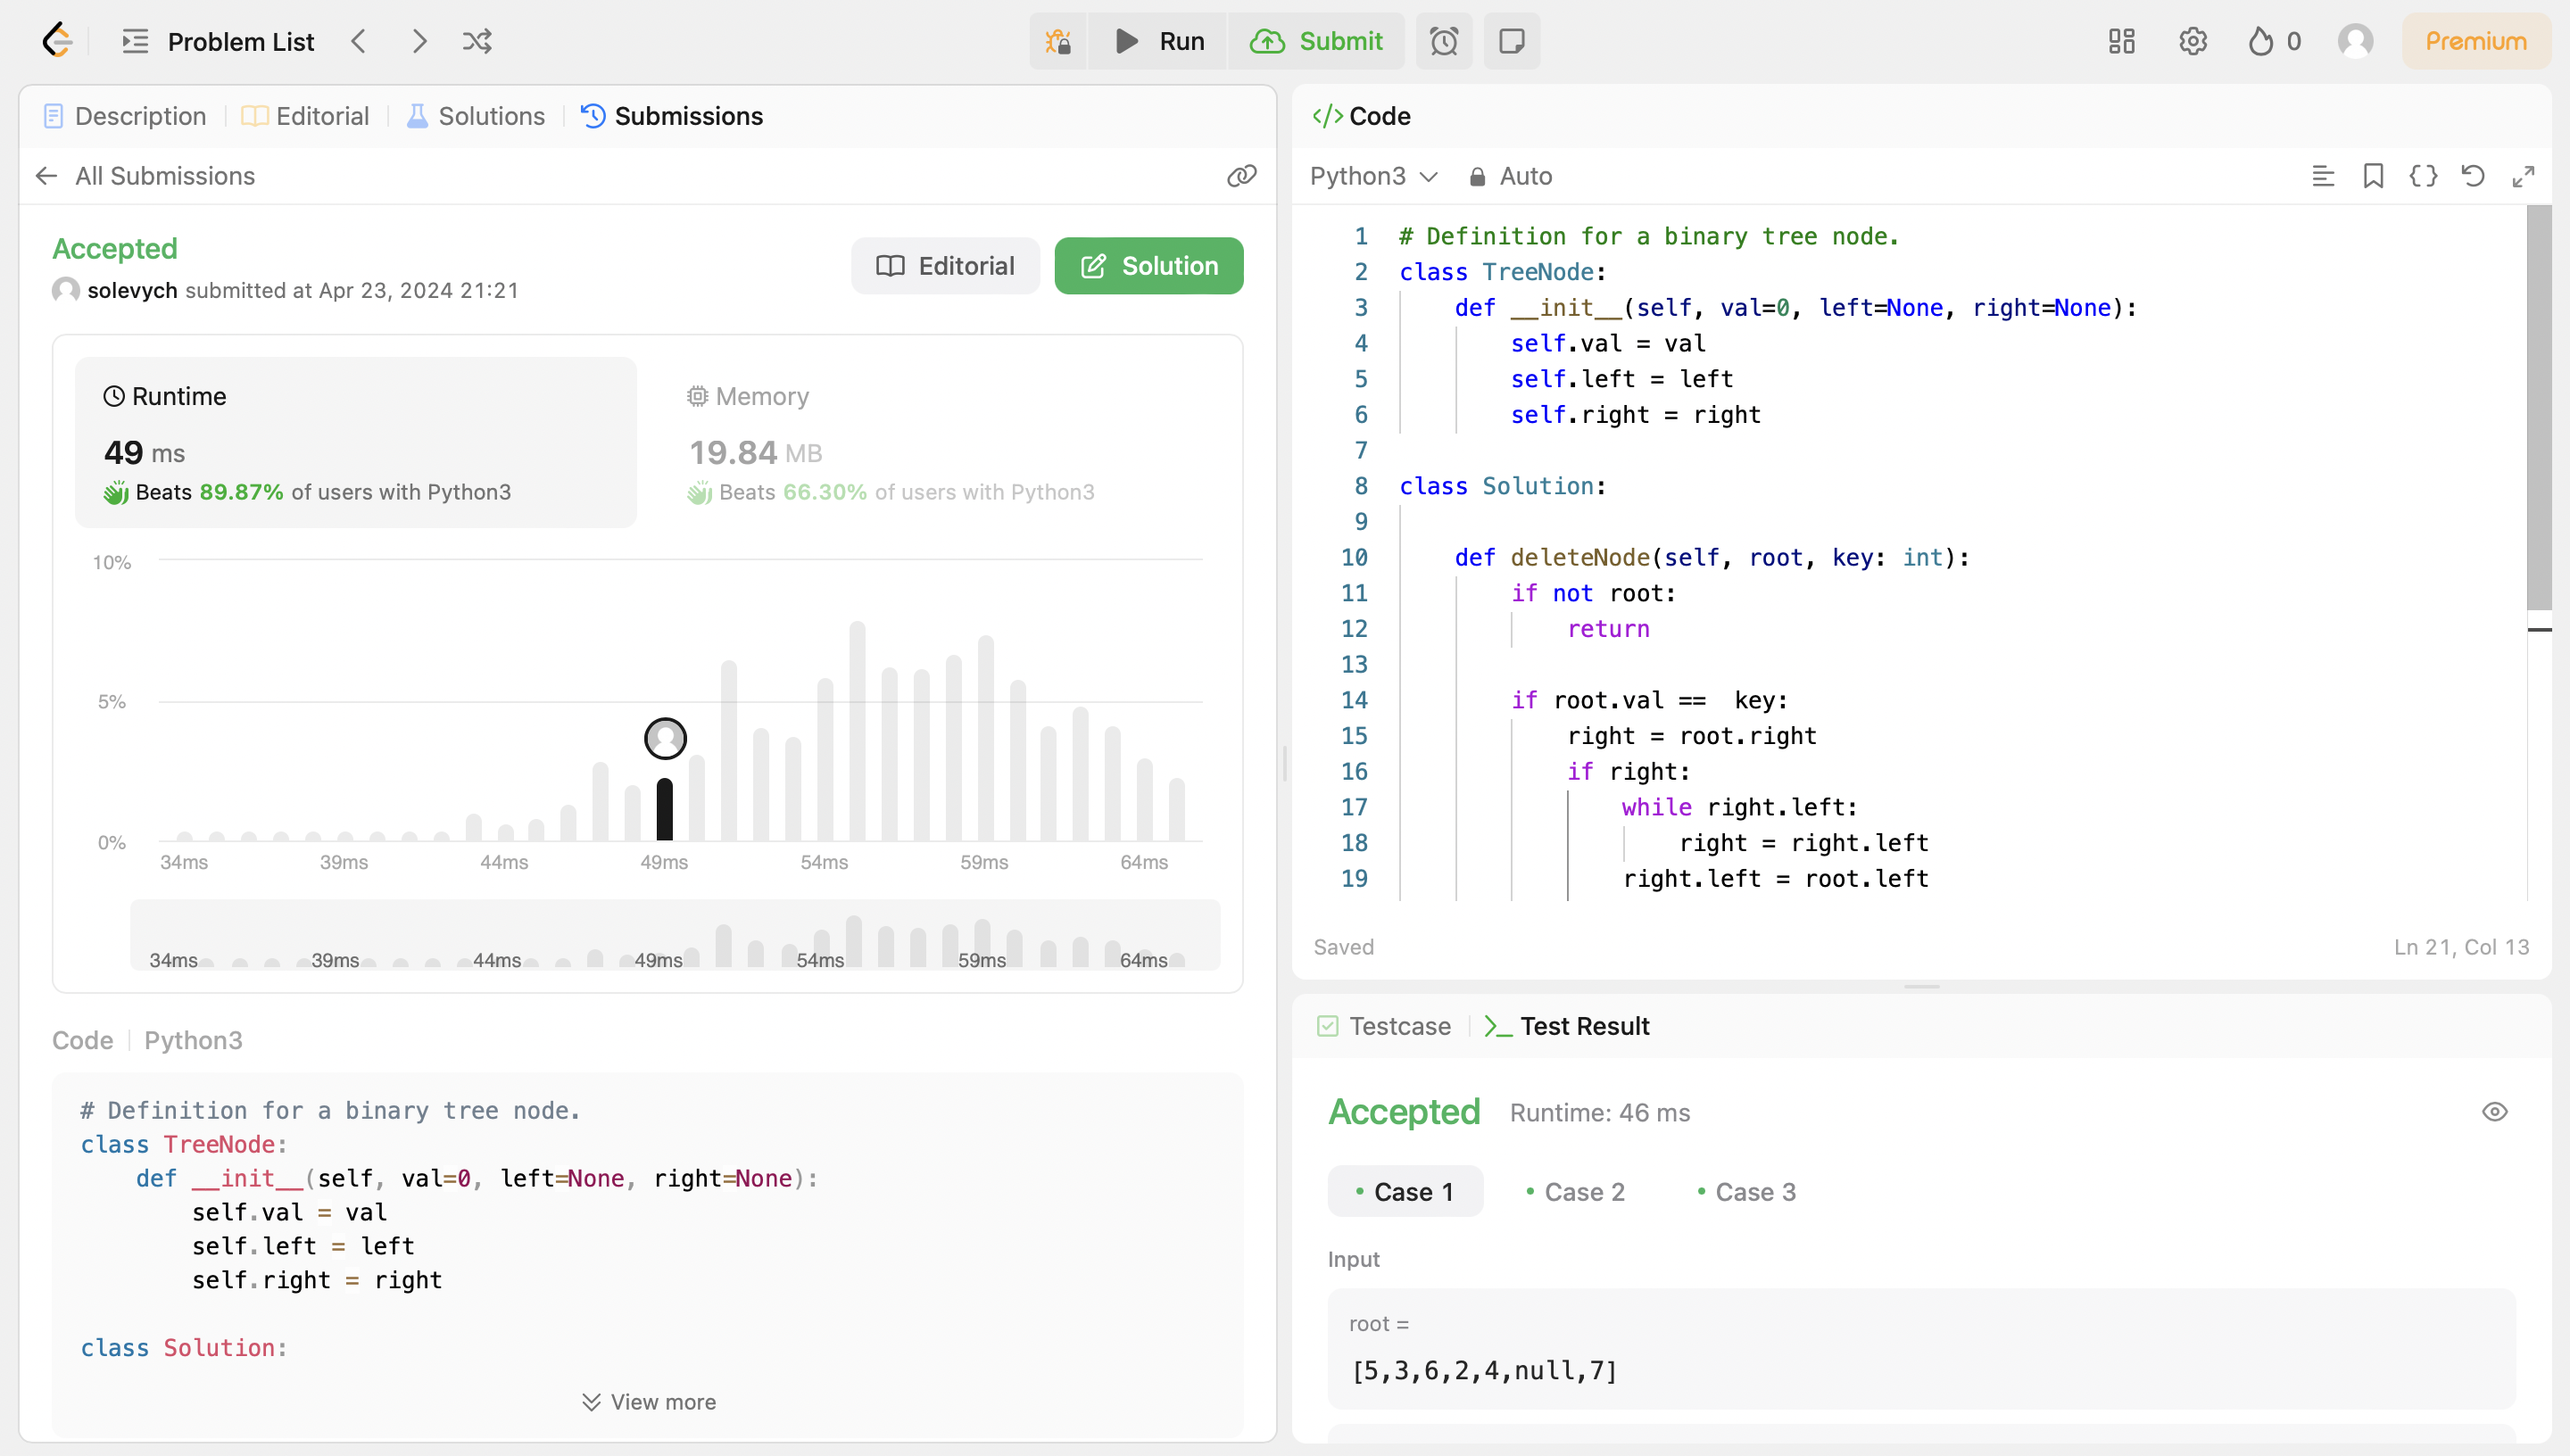 Problem List
Run
Submit
0
Premium
Description
Editorial
Solutions
Submissions
All Submissions
Accepted
solevych submitted at Apr 23, 2024 21:21
Editorial
Solution
Runtime
49 ms
Beats 89.87% of users with Python3
Memory
19.84 MB
Beats 66.30% of users with Python3
10%
5%
0%
34ms 39ms 44ms 49ms 54ms 59ms 64ms
34ms 39ms 44ms 49ms 54ms 59ms 64ms
Code
Python3
# Definition for a binary tree node.
class TreeNode:
    def __init__(self, val=0, left=None, right=None):
        self.val = val
        self.left = left
        self.right = right
class Solution:
View more
</> Code
Python3
Auto
1 # Definition for a binary tree node.
2 class TreeNode:
3     def __init__(self, val=0, left=None, right=None):
4         self.val = val
5         self.left = left
6         self.right = right
7
8 class Solution:
9
10     def deleteNode(self, root, key: int):
11         if not root:
12             return
13
14         if root.val ==  key:
15             right = root.right
16             if right:
17                 while right.left:
18                     right = right.left
19                 right.left = root.left
Saved
Ln 21, Col 13
Testcase
Test Result
Accepted
Runtime: 46 ms
Case 1
Case 2
Case 3
Input
root =
[5,3,6,2,4,null,7]